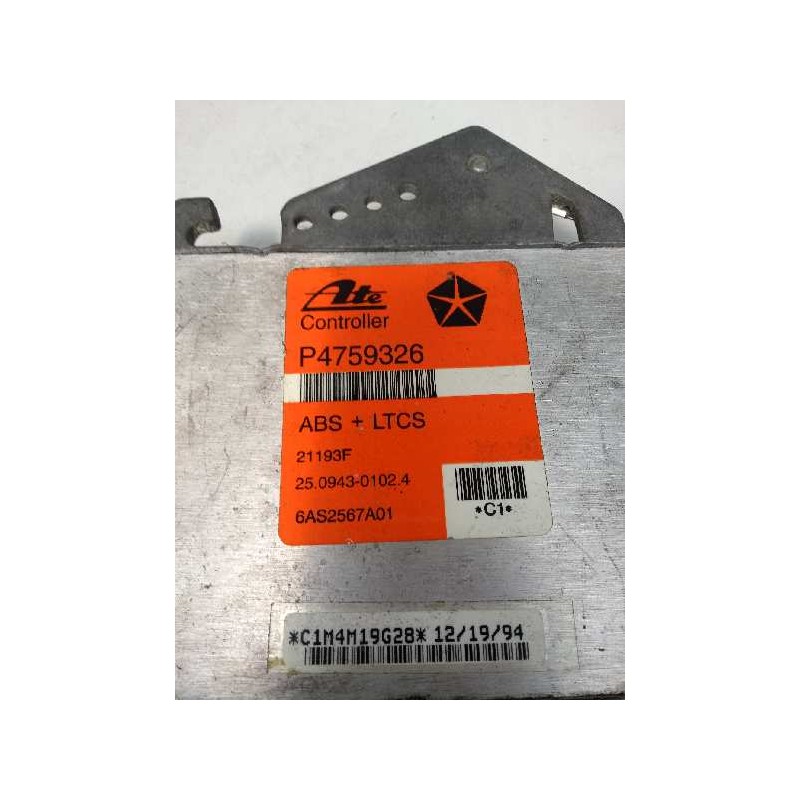 Ate
Controller
P4759326
ABS + LTCS
21193F
25.0943-0102.4
6AS2567A01
*C1*
*C1M4M19G28* 12/19/94